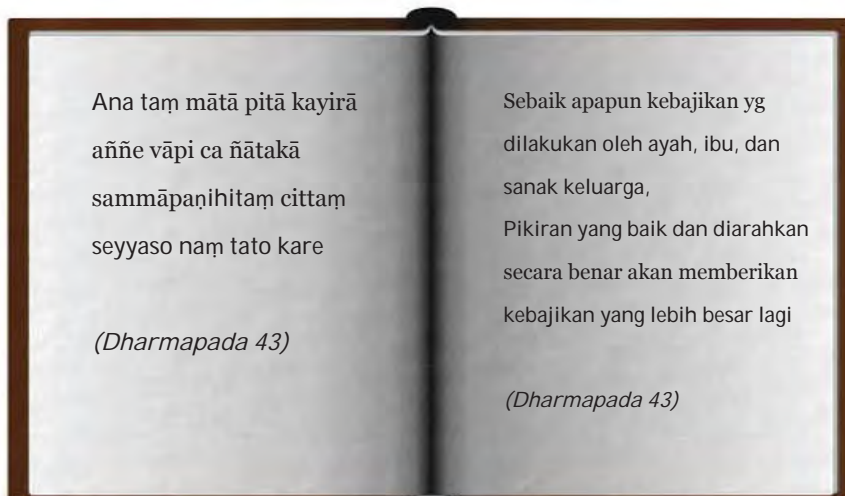 Ana taṃ mātā pitā kayirā
aññe vāpi ca ñātakā
sammāpaṇihitaṃ cittaṃ
seyyaso naṃ tato kare
(Dharmapada 43)
Sebaik apapun kebajikan yg
dilakukan oleh ayah, ibu, dan
sanak keluarga,
Pikiran yang baik dan diarahkan
secara benar akan memberikan
kebajikan yang lebih besar lagi
(Dharmapada 43)